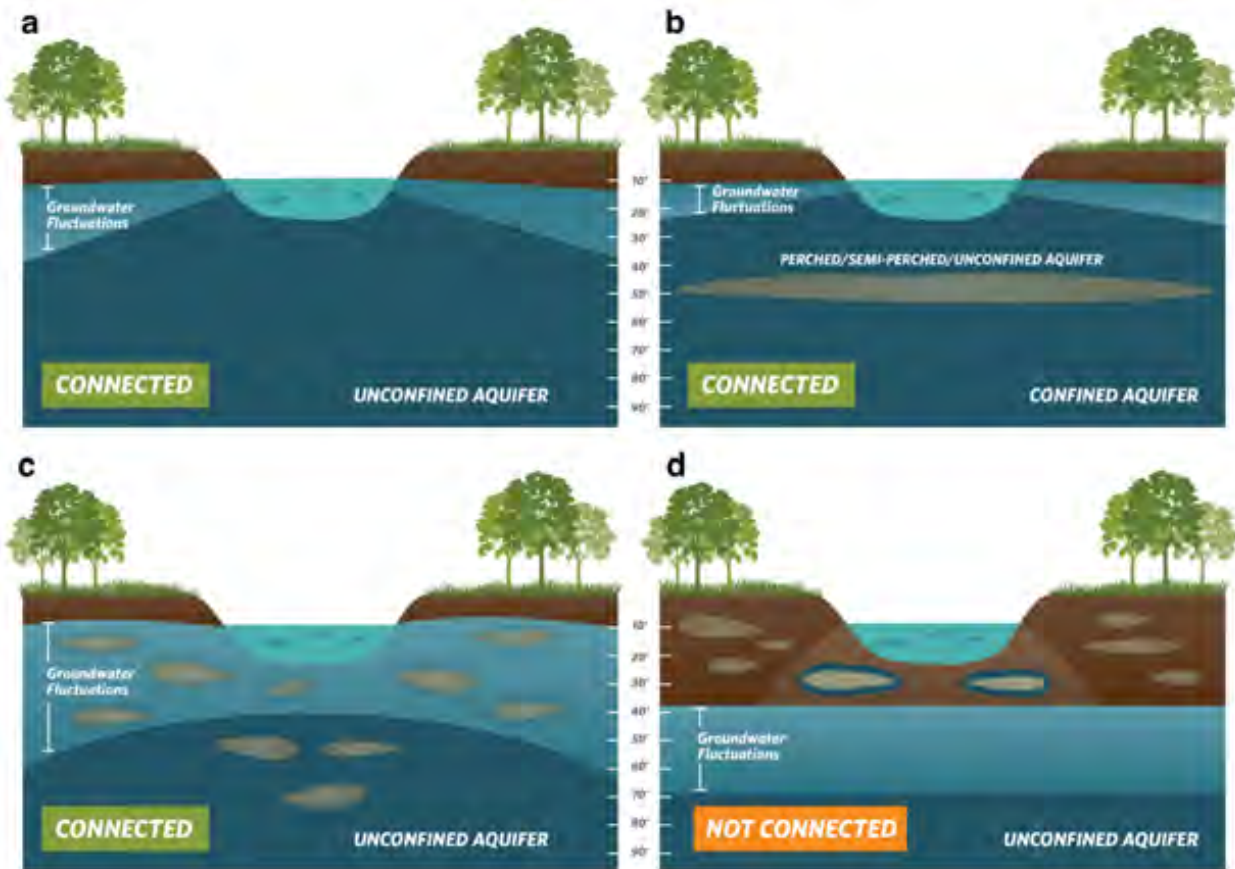 a
b
Groundwater
Fluctuations
10'
20'
30'
40'
50'
60'
70'
80'
90'
Groundwater
Fluctuations
PERCHED/SEMI-PERCHED/UNCONFINED AQUIFER
CONNECTED
UNCONFINED AQUIFER
CONNECTED
CONFINED AQUIFER
c
d
Groundwater
Fluctuations
10'
20'
30'
40'
50'
60'
70'
80'
90'
Groundwater
Fluctuations
CONNECTED
UNCONFINED AQUIFER
NOT CONNECTED
UNCONFINED AQUIFER